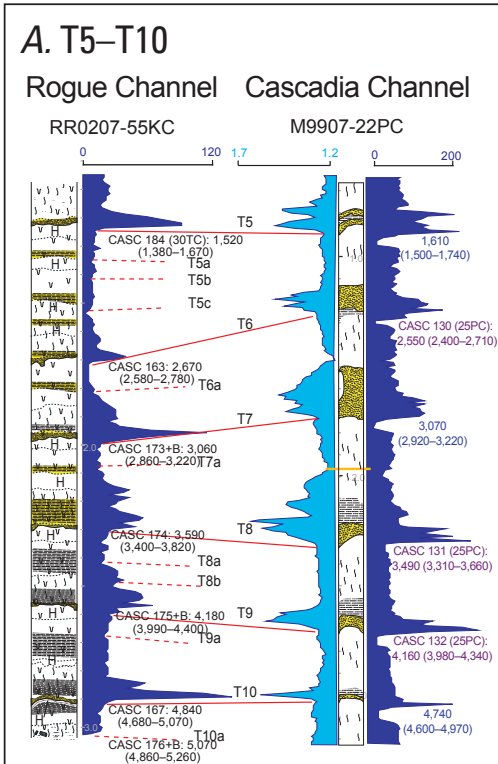 A. T5–T10
Rogue Channel Cascadia Channel
RR0207-55KC M9907-22PC
0 120 1.7 1.2 0 200
T5
H
CASC 184 (30TC): 1,520
(1,380–1,670)
1,610
(1,500–1,740)
T5a
H
T5b
T5c
T6
H
CASC 130 (25PC):
2,550 (2,400–2,710)
CASC 163: 2,670
(2,580–2,780)
T6a
T7
3,070
(2,920–3,220)
H
2.0
CASC 173+B: 3,060
(2,860–3,220)
T7a
2.0
T8
H
CASC 174: 3,590
(3,400–3,820)
CASC 131 (25PC):
3,490 (3,310–3,660)
T8a
T8b
T9
H
CASC 175+B: 4,180
(3,990–4,400)
T9a
CASC 132 (25PC):
4,160 (3,980–4,340)
T10
H
CASC 167: 4,840
(4,680–5,070)
4,740
(4,600–4,970)
3.0
T10a
CASC 176+B: 5,070
(4,860–5,260)